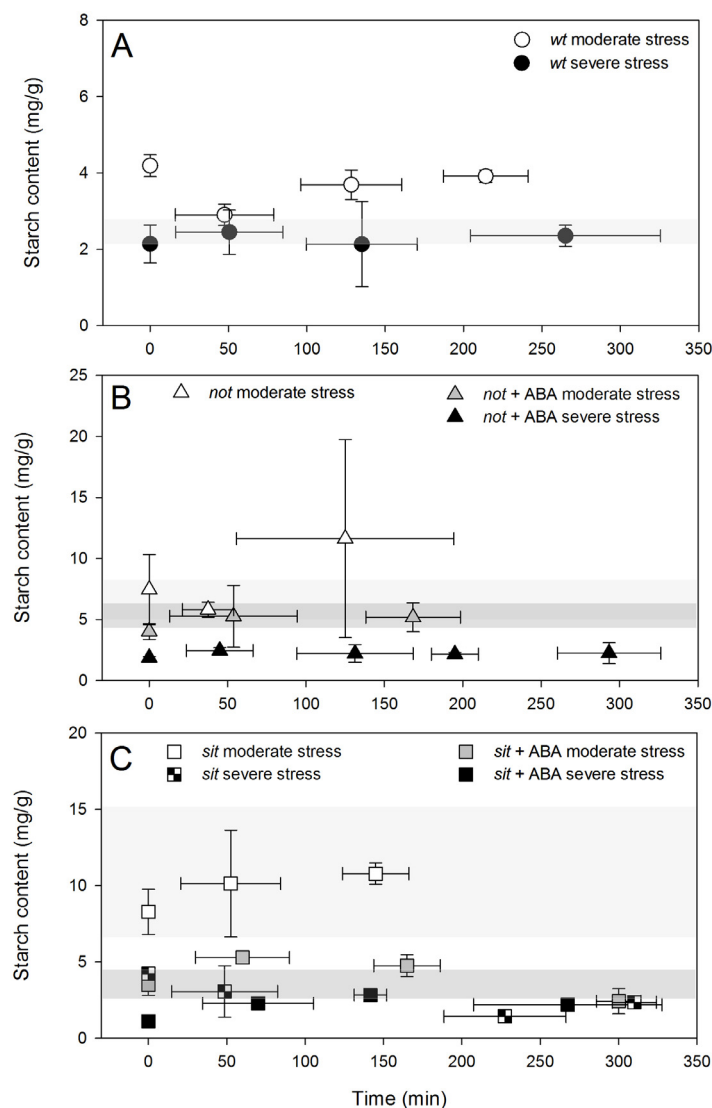 A
wt moderate stress
wt severe stress
Starch content (mg/g)
8
6
4
2
0
0 50 100 150 200 250 300 350
B
not moderate stress
not + ABA moderate stress
not + ABA severe stress
Starch content (mg/g)
25
20
15
10
5
0
0 50 100 150 200 250 300 350
C
sit moderate stress
sit + ABA moderate stress
sit severe stress
sit + ABA severe stress
Starch content (mg/g)
20
15
10
5
0
0 50 100 150 200 250 300 350
Time (min)